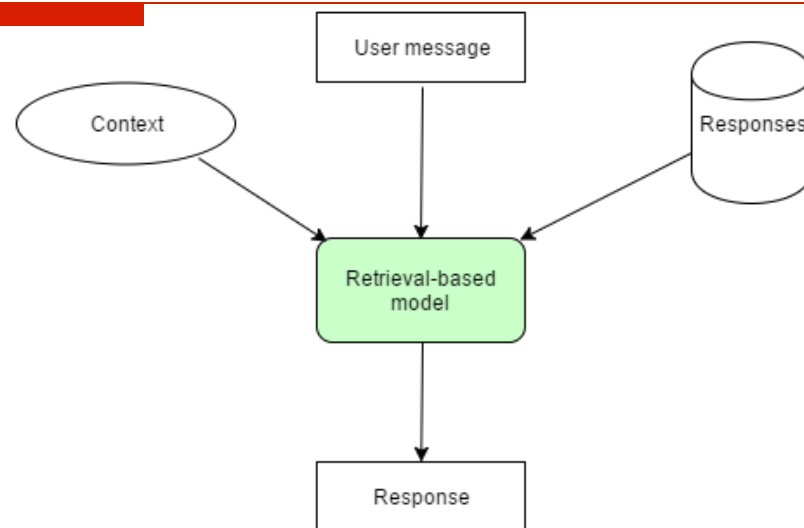 User message
Context
Responses
Retrieval-based
model
Response